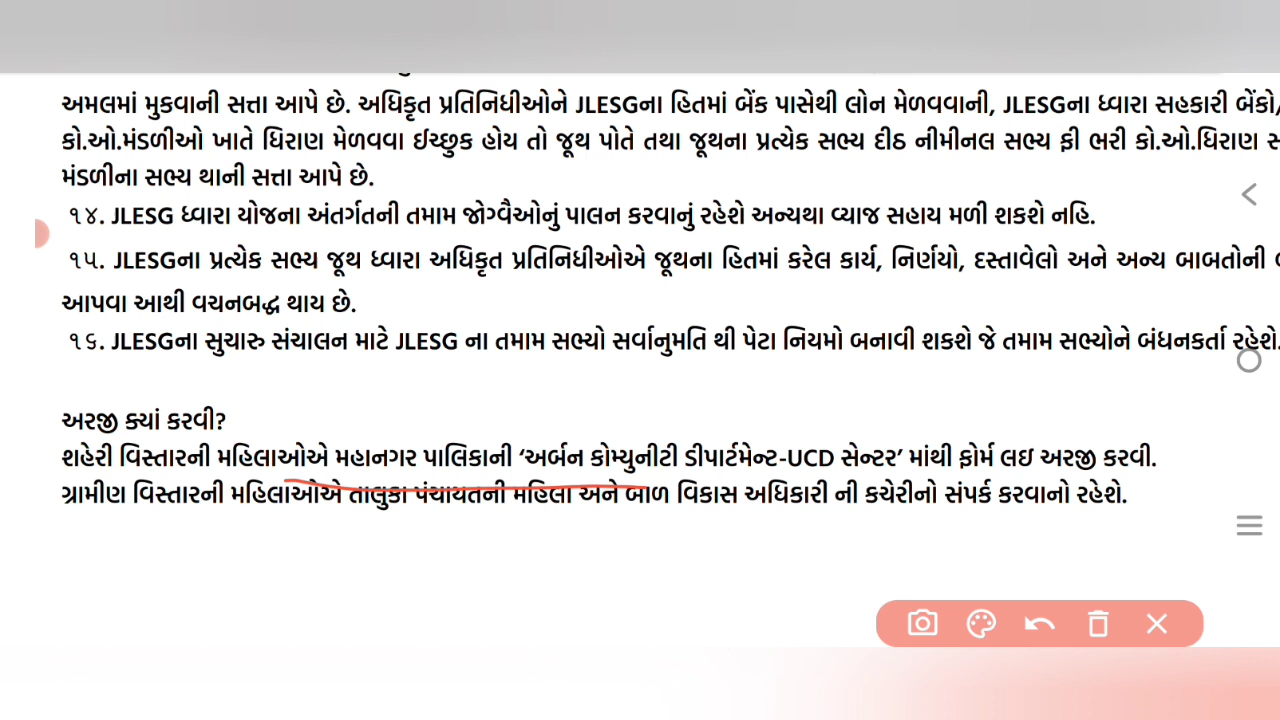 અમલમાં મુકવાની સત્તા આપે છે. અધિકૃત પ્રતિનિધીઓને JLESGના હિતમાં બેંક પાસેથી લોન મેળવવાની, JLESGના ધ્વારા સહકારી બેંકો/
કો.ઓ.મંડળીઓ ખાતે ધિરાણ મેળવવા ઈચ્છુક હોય તો જૂથ પોતે તથા જૂથના પ્રત્યેક સભ્ય દીઠ નીમીનલ સભ્ય ફી ભરી કો.ઓ.ધિરાણ
મંડળીના સભ્ય થાની સત્તા આપે છે.
૧૪. JLESG ધ્વારા યોજના અંતર્ગતની તમામ જોગ્વૈઓનું પાલન કરવાનું રહેશે અન્યથા વ્યાજ સહાય મળી શકશે નહિ.
૧૫. JLESGના પ્રત્યેક સભ્ય જૂથ ધ્વારા અધિકૃત પ્રતિનિધીઓએ જૂથના હિતમાં કરેલ કાર્ય, નિર્ણયો, દસ્તાવેલો અને અન્ય બાબતોની
આપવા આથી વચનબદ્ધ થાય છે.
૧૬. JLESGના સુચારુ સંચાલન માટે JLESG ના તમામ સભ્યો સર્વાનુમતિ થી પેટા નિયમો બનાવી શકશે જે તમામ સભ્યોને બંધનકર્તા રહેશે.
અરજી ક્યાં કરવી?
શહેરી વિસ્તારની મહિલાઓએ મહાનગર પાલિકાની ‘અર્બન કોમ્યુનીટી ડીપાર્ટમેન્ટ-UCD સેન્ટર’ માંથી ફોર્મ લઇ અરજી કરવી.
ગ્રામીણ વિસ્તારની મહિલાઓએ તાલુકા પંચાયતની મહિલા અને બાળ વિકાસ અધિકારી ની કચેરીનો સંપર્ક કરવાનો રહેશે.